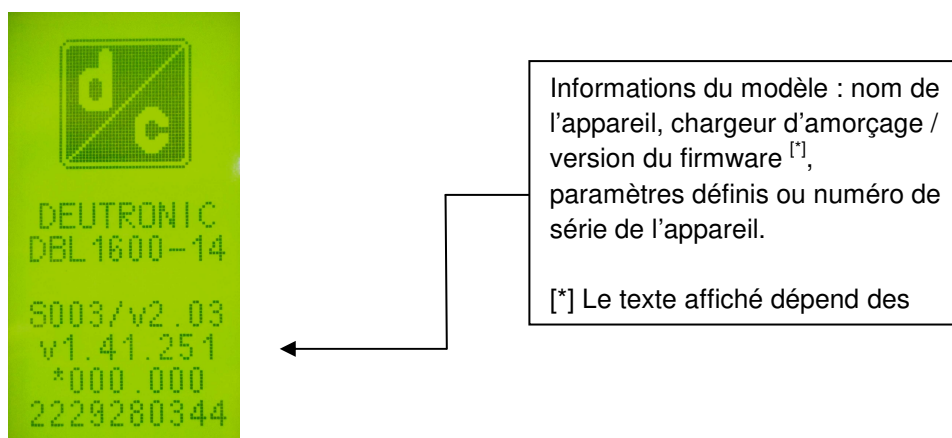 d
c
DEUTRONIC
DBL1600-14
S003/v2.03
v1.41.251
*000.000
2229280344
Informations du modèle : nom de
l'appareil, chargeur d'amorçage /
version du firmware [*],
paramètres définis ou numéro de
série de l'appareil.
[*] Le texte affiché dépend des